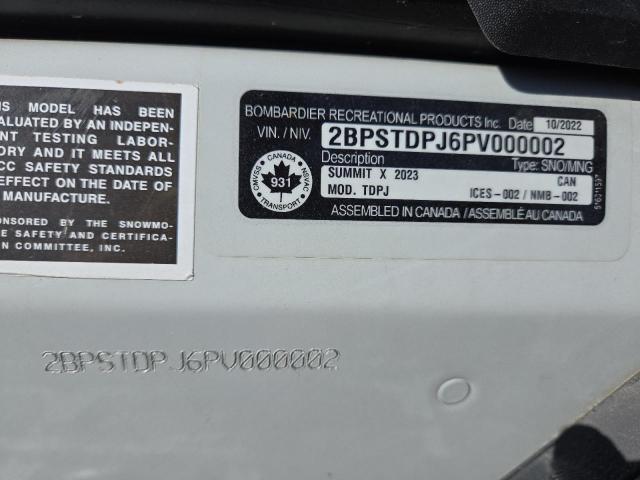 IS MODEL HAS BEEN
VALUATED BY AN INDEPEN-
NT TESTING LABOR-
ORY AND IT MEETS ALL
CC SAFETY STANDARDS
EFFECT ON THE DATE OF
MANUFACTURE.
ONSORED BY THE SNOWMO-
E SAFETY AND CERTIFICA-
N COMMITTEE, INC.
BOMBARDIER RECREATIONAL PRODUCTS Inc. Date 10/2022
VIN. / NIV. 2BPSTDPJ6PV000002
Description Type: SNO/MNG
SUMMIT X 2023 CAN
MOD. TDPJ ICES-002 / NMB-002
ASSEMBLED IN CANADA / ASSEMBLÉ AU CANADA
CANADA
CMVSS 931 NSVAC
TRANSPORT
2BPSTDPJ6PV000002